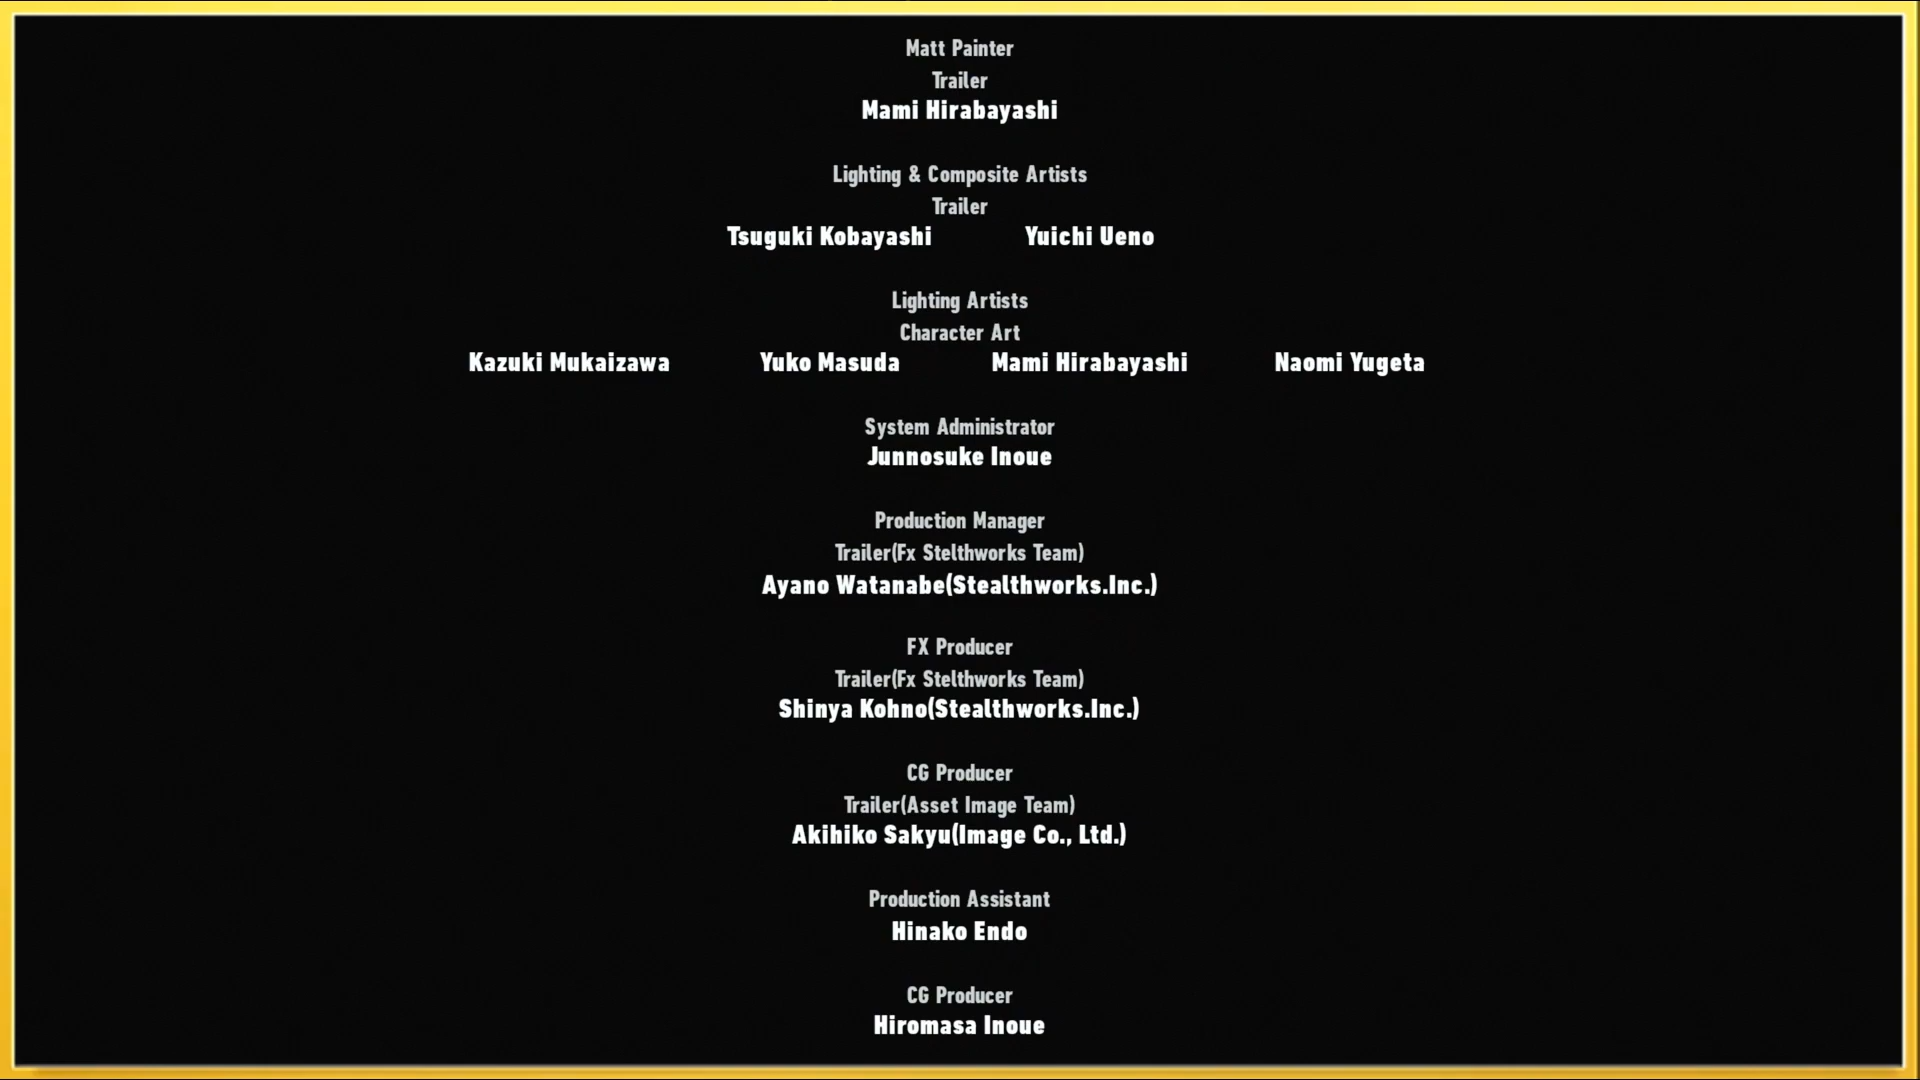 Matt Painter
Trailer
Mami Hirabayashi
Lighting & Composite Artists
Trailer
Tsuguki Kobayashi Yuichi Ueno
Lighting Artists
Character Art
Kazuki Mukaizawa Yuko Masuda Mami Hirabayashi Naomi Yugeta
System Administrator
Junnosuke Inoue
Production Manager
Trailer(Fx Stelthworks Team)
Ayano Watanabe(Stealthworks.Inc.)
FX Producer
Trailer(Fx Stelthworks Team)
Shinya Kohno(Stealthworks.Inc.)
CG Producer
Trailer(Asset Image Team)
Akihiko Sakyu(Image Co., Ltd.)
Production Assistant
Hinako Endo
CG Producer
Hiromasa Inoue